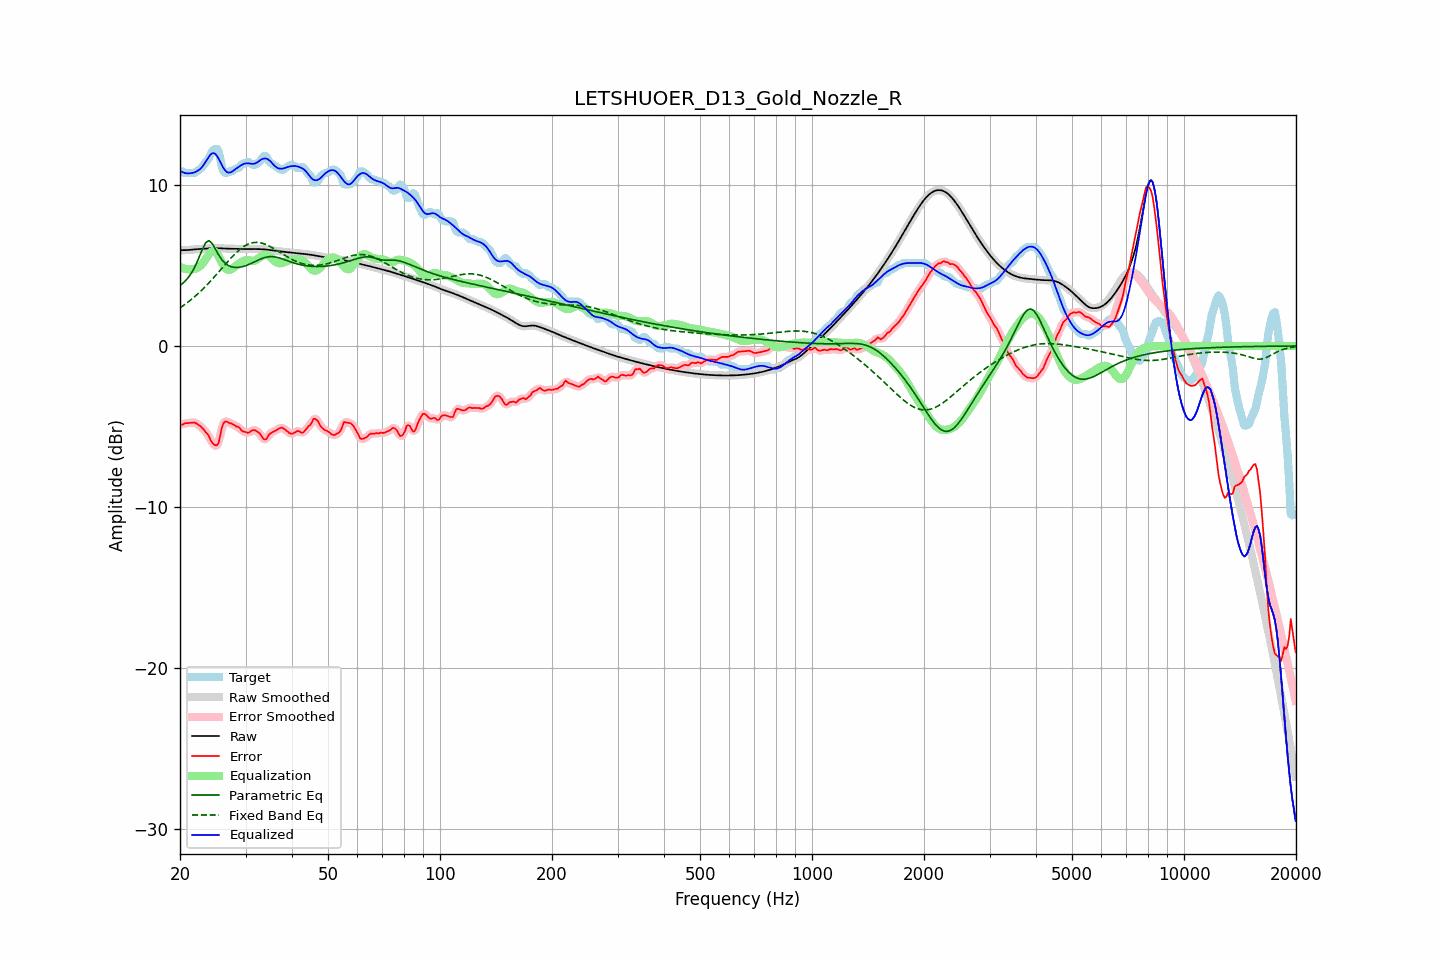 LETSHUOER_D13_Gold_Nozzle_R
10
0
−10
−20
−30
Amplitude (dBr)
Target
Raw Smoothed
Error Smoothed
Raw
Error
Equalization
Parametric Eq
Fixed Band Eq
Equalized
20
50
100
200
500
1000
2000
5000
10000
20000
Frequency (Hz)